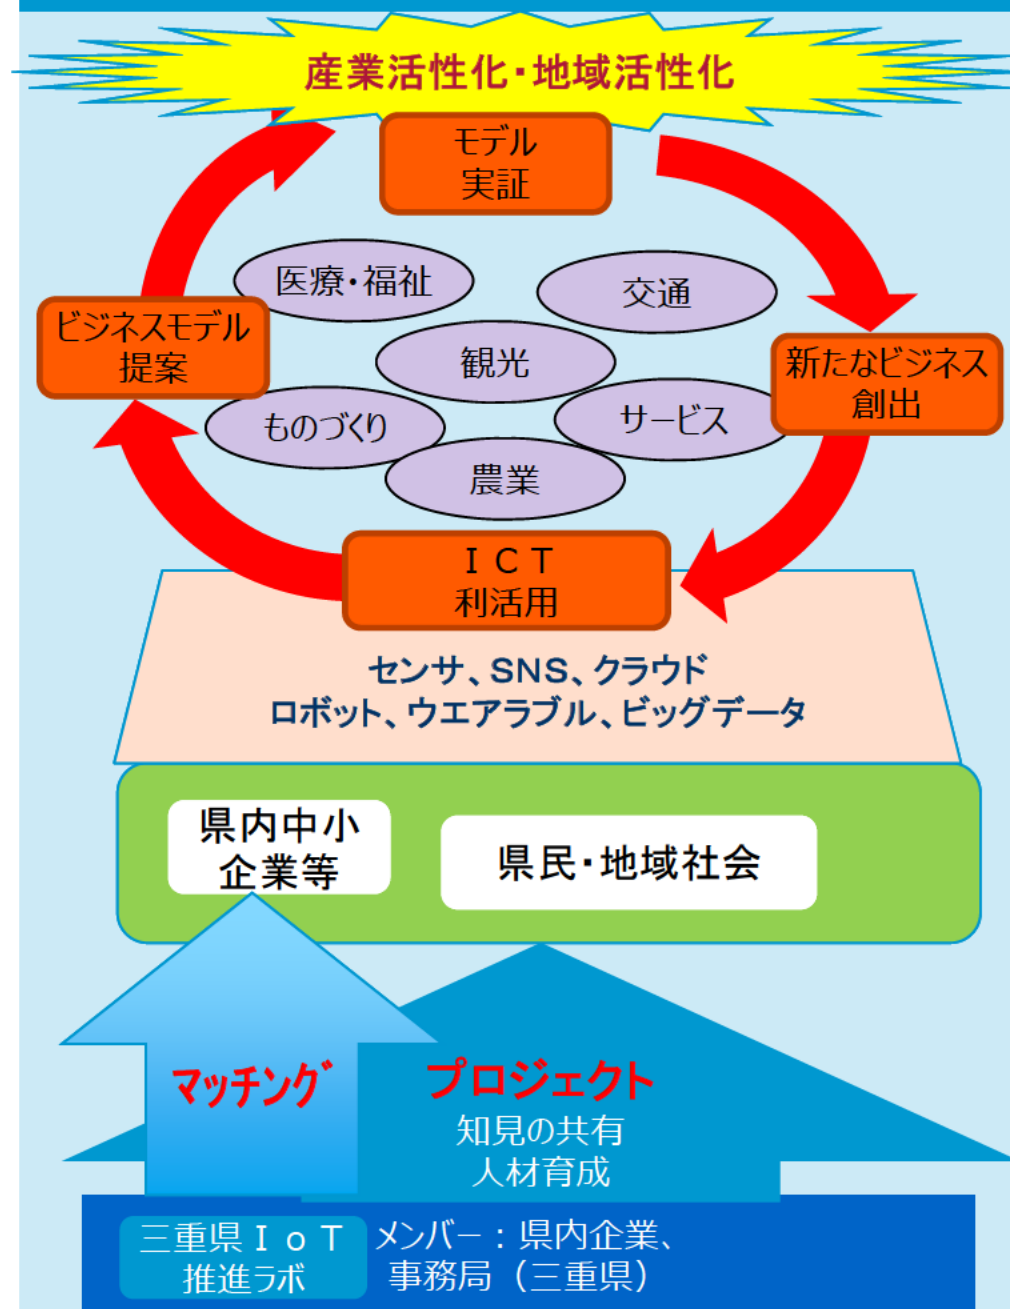 産業活性化・地域活性化
モデル
実証
医療・福祉
交通
ビジネスモデル
提案
観光
新たなビジネス
創出
ものづくり
サービス
農業
ＩＣＴ
利活用
センサ、SNS、クラウド
ロボット、ウエアラブル、ビッグデータ
県内中小
企業等
県民・地域社会
マッチング
プロジェクト
知見の共有
人材育成
三重県ＩｏＴ
推進ラボ
メンバー：県内企業、
事務局（三重県）